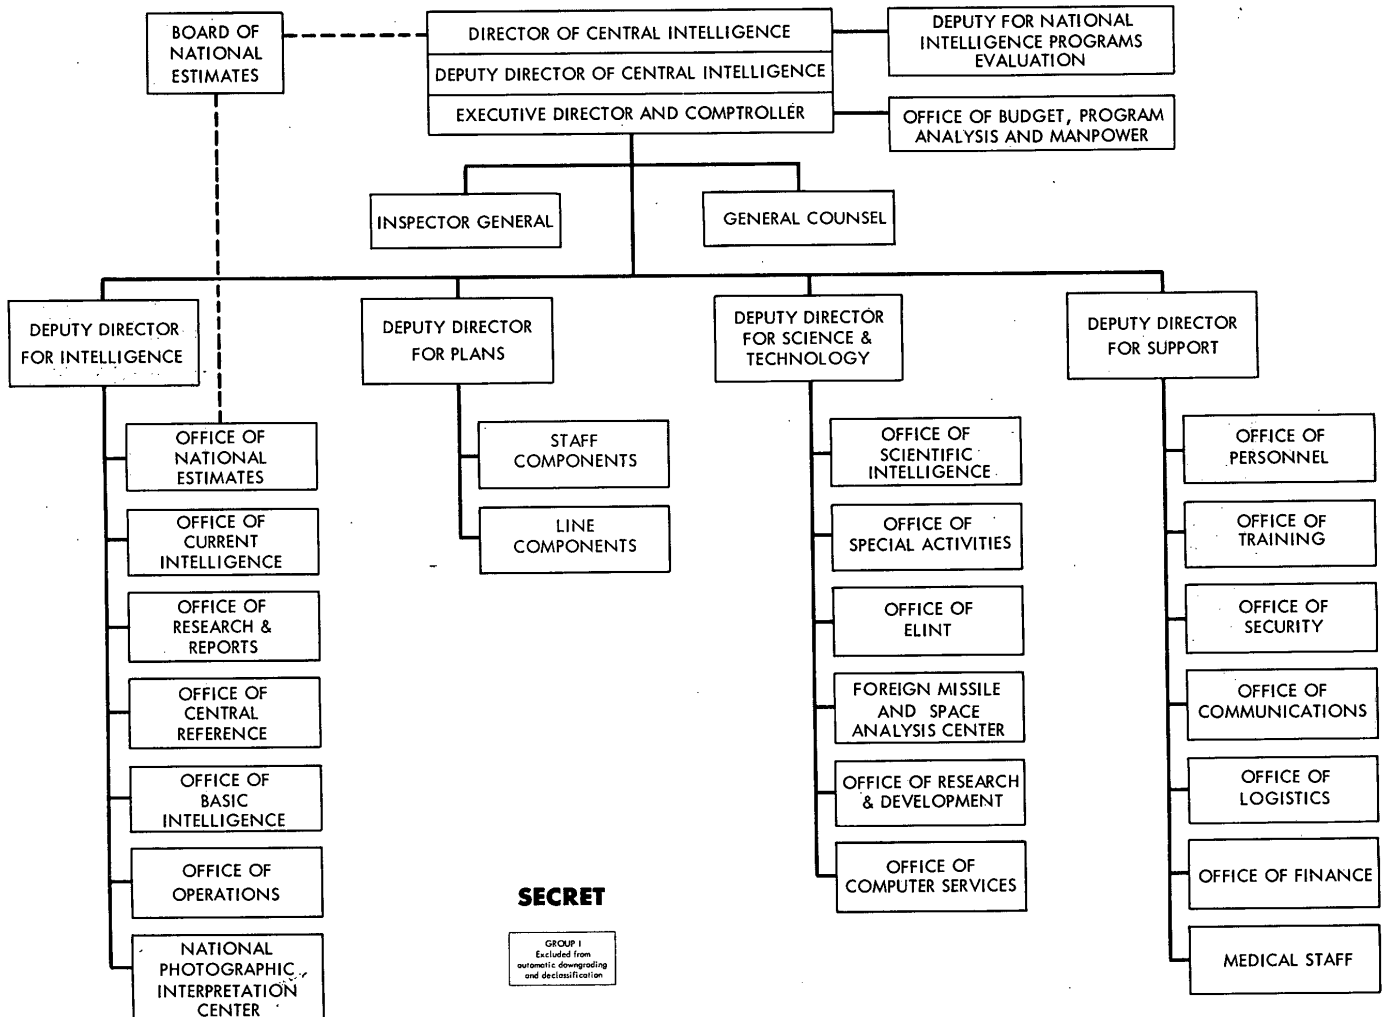 BOARD OF
NATIONAL
ESTIMATES
DIRECTOR OF CENTRAL INTELLIGENCE
DEPUTY DIRECTOR OF CENTRAL INTELLIGENCE
EXECUTIVE DIRECTOR AND COMPTROLLER
DEPUTY FOR NATIONAL
INTELLIGENCE PROGRAMS
EVALUATION
OFFICE OF BUDGET, PROGRAM
ANALYSIS AND MANPOWER
INSPECTOR GENERAL
GENERAL COUNSEL
DEPUTY DIRECTOR
FOR INTELLIGENCE
DEPUTY DIRECTOR
FOR PLANS
DEPUTY DIRECTOR
FOR SCIENCE &
TECHNOLOGY
DEPUTY DIRECTOR
FOR SUPPORT
OFFICE OF
NATIONAL
ESTIMATES
OFFICE OF
CURRENT
INTELLIGENCE
OFFICE OF
RESEARCH &
REPORTS
OFFICE OF
CENTRAL
REFERENCE
OFFICE OF
BASIC
INTELLIGENCE
OFFICE OF
OPERATIONS
NATIONAL
PHOTOGRAPHIC
INTERPRETATION
CENTER
STAFF
COMPONENTS
LINE
COMPONENTS
OFFICE OF
SCIENTIFIC
INTELLIGENCE
OFFICE OF
SPECIAL ACTIVITIES
OFFICE OF
ELINT
FOREIGN MISSILE
AND SPACE
ANALYSIS CENTER
OFFICE OF RESEARCH
& DEVELOPMENT
OFFICE OF
COMPUTER SERVICES
OFFICE OF
PERSONNEL
OFFICE OF
TRAINING
OFFICE OF
SECURITY
OFFICE OF
COMMUNICATIONS
OFFICE OF
LOGISTICS
OFFICE OF FINANCE
MEDICAL STAFF
SECRET
GROUP I
Excluded from
automatic downgrading
and declassification